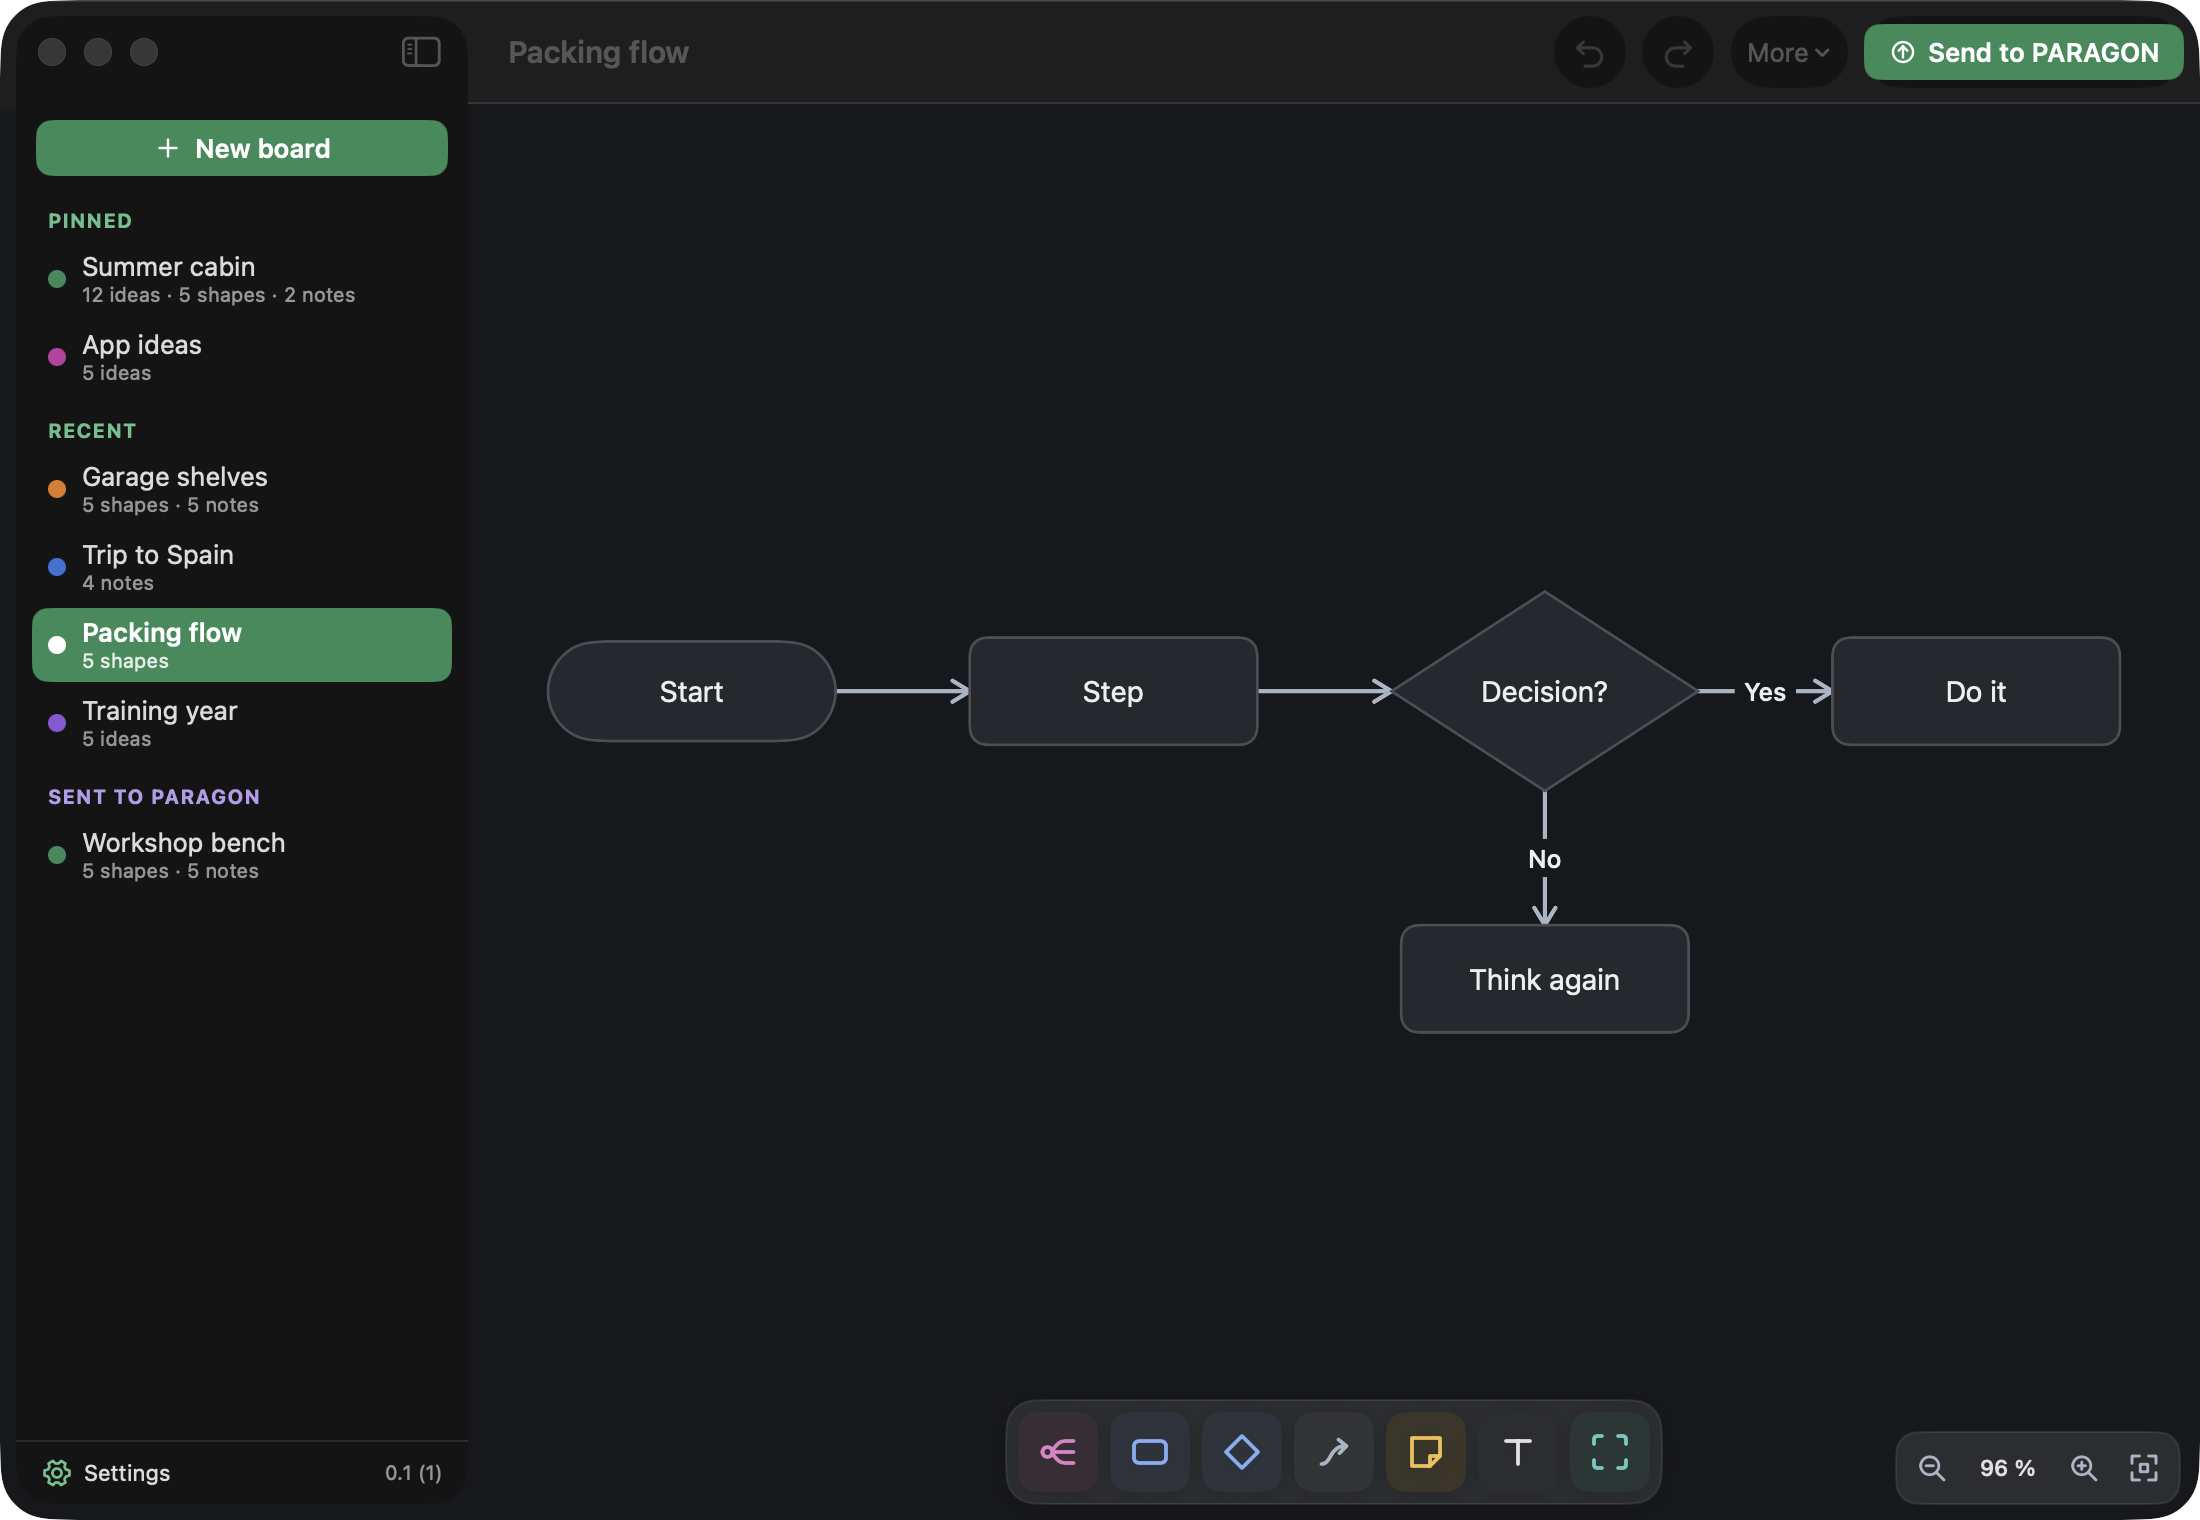 Packing flow
More
Send to PARAGON
New board
PINNED
Summer cabin
12 ideas · 5 shapes · 2 notes
App ideas
5 ideas
RECENT
Garage shelves
5 shapes · 5 notes
Trip to Spain
4 notes
Packing flow
5 shapes
Training year
5 ideas
SENT TO PARAGON
Workshop bench
5 shapes · 5 notes
Settings
0.1 (1)
Start
Step
Decision?
Yes
Do it
No
Think again
T
96 %